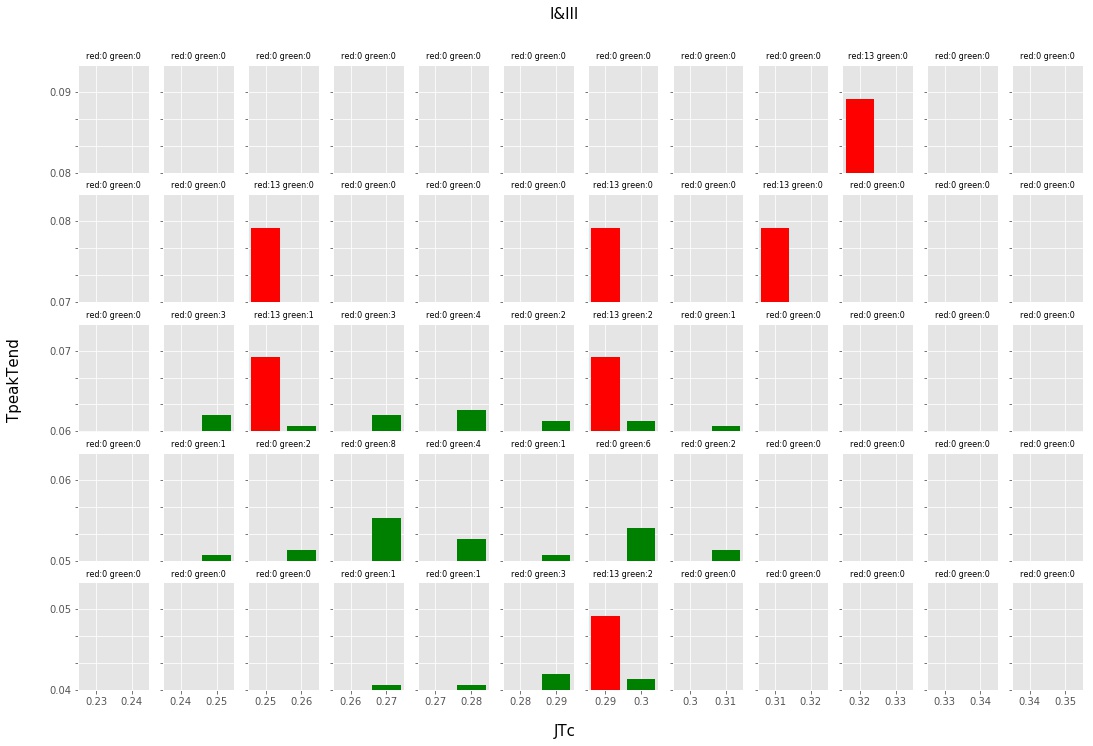 I&III
red:0 green:0 red:0 green:0 red:0 green:0 red:0 green:0 red:0 green:0 red:0 green:0 red:0 green:0 red:0 green:0 red:0 green:0 red:13 green:0 red:0 green:0 red:0 green:0
0.09
0.08
red:0 green:0 red:0 green:0 red:13 green:0 red:0 green:0 red:0 green:0 red:0 green:0 red:13 green:0 red:0 green:0 red:13 green:0 red:0 green:0 red:0 green:0 red:0 green:0
0.08
0.07
red:0 green:0 red:0 green:3 red:13 green:1 red:0 green:3 red:0 green:4 red:0 green:2 red:13 green:2 red:0 green:1 red:0 green:0 red:0 green:0 red:0 green:0 red:0 green:0
0.07
TpeakTend
0.06
red:0 green:0 red:0 green:1 red:0 green:2 red:0 green:8 red:0 green:4 red:0 green:1 red:0 green:6 red:0 green:2 red:0 green:0 red:0 green:0 red:0 green:0 red:0 green:0
0.06
0.05
red:0 green:0 red:0 green:0 red:0 green:0 red:0 green:1 red:0 green:1 red:0 green:3 red:13 green:2 red:0 green:0 red:0 green:0 red:0 green:0 red:0 green:0 red:0 green:0
0.05
0.04
0.23 0.24 0.24 0.25 0.25 0.26 0.26 0.27 0.27 0.28 0.28 0.29 0.29 0.3 0.3 0.31 0.31 0.32 0.32 0.33 0.33 0.34 0.34 0.35
JTc